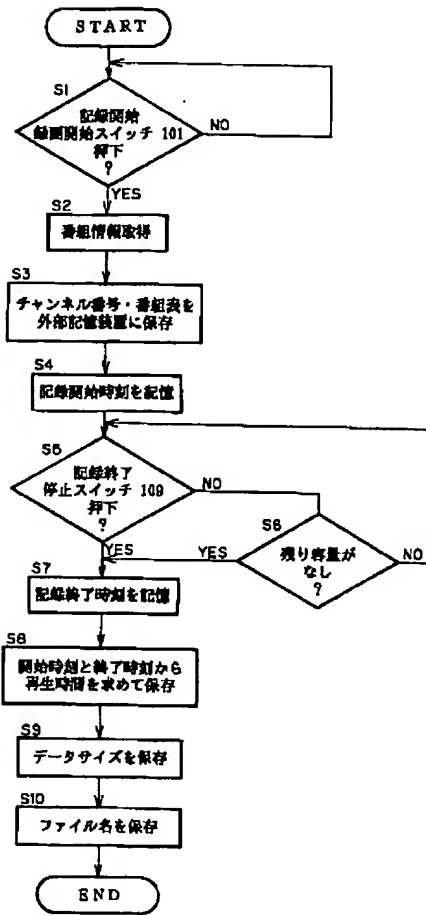 START
S1
記録開始
録画開始スイッチ 101
押下
?
NO
YES
S2
番組情報取得
S3
チャンネル番号・番組表を
外部記憶装置に保存
S4
記録開始時刻を記憶
S5
記録終了
停止スイッチ 109
押下
?
NO
YES
S6
残り容量が
なし
?
YES
NO
S7
記録終了時刻を記憶
S8
開始時刻と終了時刻から
再生時間を求めて保存
S9
データサイズを保存
S10
ファイル名を保存
END